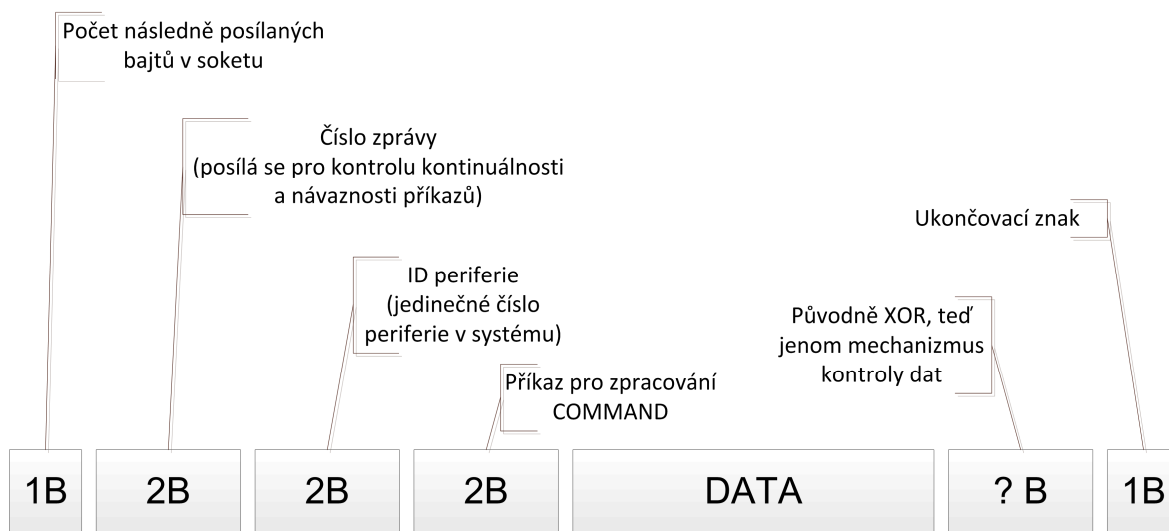 Počet následně posílaných
bajtů v soketu
Číslo zprávy
(posílá se pro kontrolu kontinuálnosti
a návaznosti příkazů)
Ukončovací znak
ID periferie
(jedinečné číslo
periferie v systému)
Původně XOR, teď
jenom mechanizmus
kontroly dat
Příkaz pro zpracování
COMMAND
1B
2B
2B
2B
DATA
? B
1B